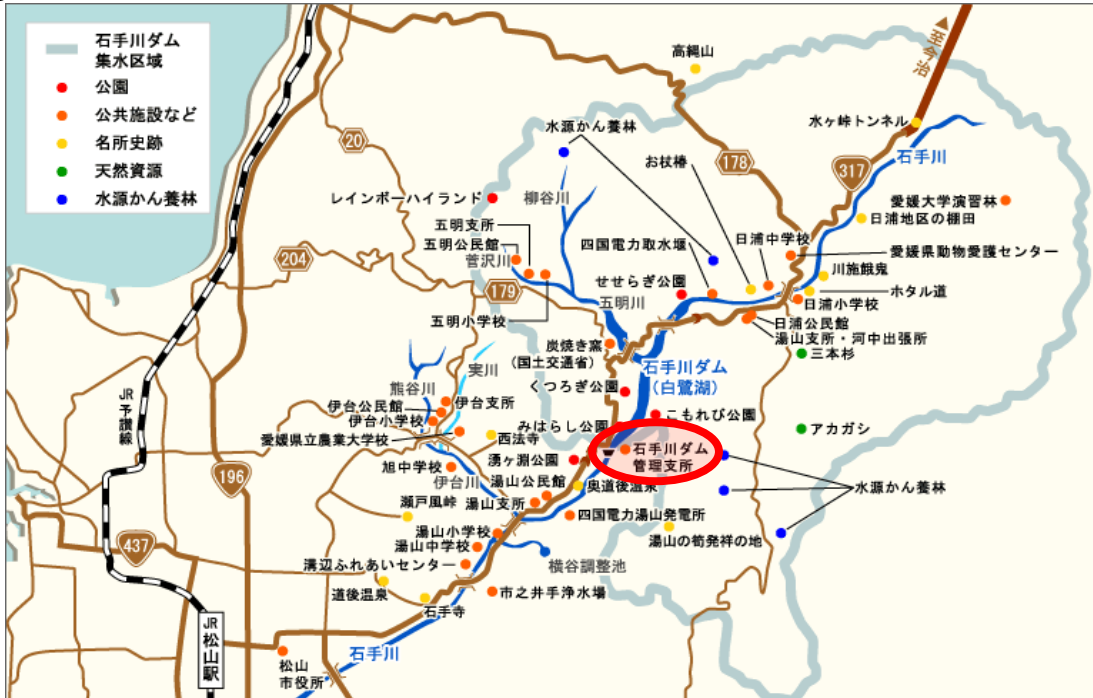 石手川ダム
集水区域
公園
公共施設など
名所史跡
天然資源
水源かん養林
高縄山
至今治
水ヶ峠トンネル
20
水源かん養林
お杖椿
178
317
石手川
レインボーハイランド
柳谷川
愛媛大学演習林
日浦地区の棚田
五明支所
五明公民館
菅沢川
四国電力取水堰
日浦中学校
愛媛県動物愛護センター
204
179
せせらぎ公園
川施餓鬼
ホタル道
五明川
日浦小学校
五明小学校
日浦公民館
湯山支所・河中出張所
炭焼き窯
(国土交通省)
三本杉
石手川ダム
(白鷺湖)
実川
熊谷川
くつろぎ公園
JR予讃線
伊台支所
伊台公民館
伊台小学校
こもれび公園
みはらし公園
アカガシ
愛媛県立農業大学校
西法寺
石手川ダム
管理支所
湧ヶ淵公園
旭中学校
伊台川
湯山公民館
奥道後温泉
水源かん養林
196
湯山支所
瀬戸風峠
四国電力湯山発電所
湯山の筍発祥の地
437
湯山小学校
湯山中学校
横谷調整池
溝辺ふれあいセンター
道後温泉
石手寺
市之井手浄水場
JR松山駅
石手川
松山
市役所